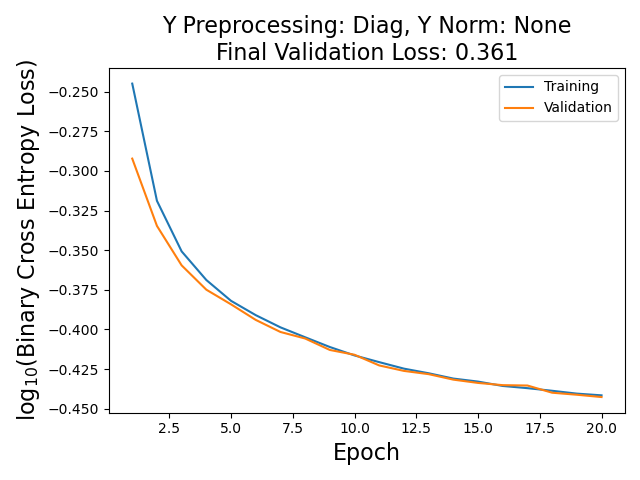 Y Preprocessing: Diag, Y Norm: None
Final Validation Loss: 0.361
log₁₀(Binary Cross Entropy Loss)
−0.250
−0.275
−0.300
−0.325
−0.350
−0.375
−0.400
−0.425
−0.450
Training
Validation
2.5 5.0 7.5 10.0 12.5 15.0 17.5 20.0
Epoch